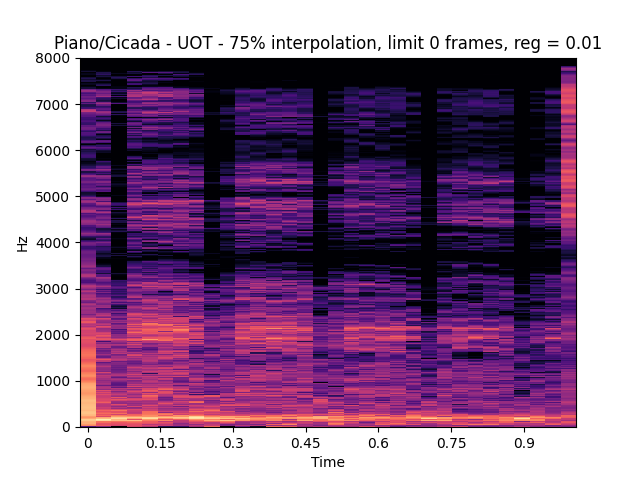 Piano/Cicada - UOT - 75% interpolation, limit 0 frames, reg = 0.01
8000
7000
6000
5000
4000
3000
2000
1000
0
Hz
0 0.15 0.3 0.45 0.6 0.75 0.9
Time